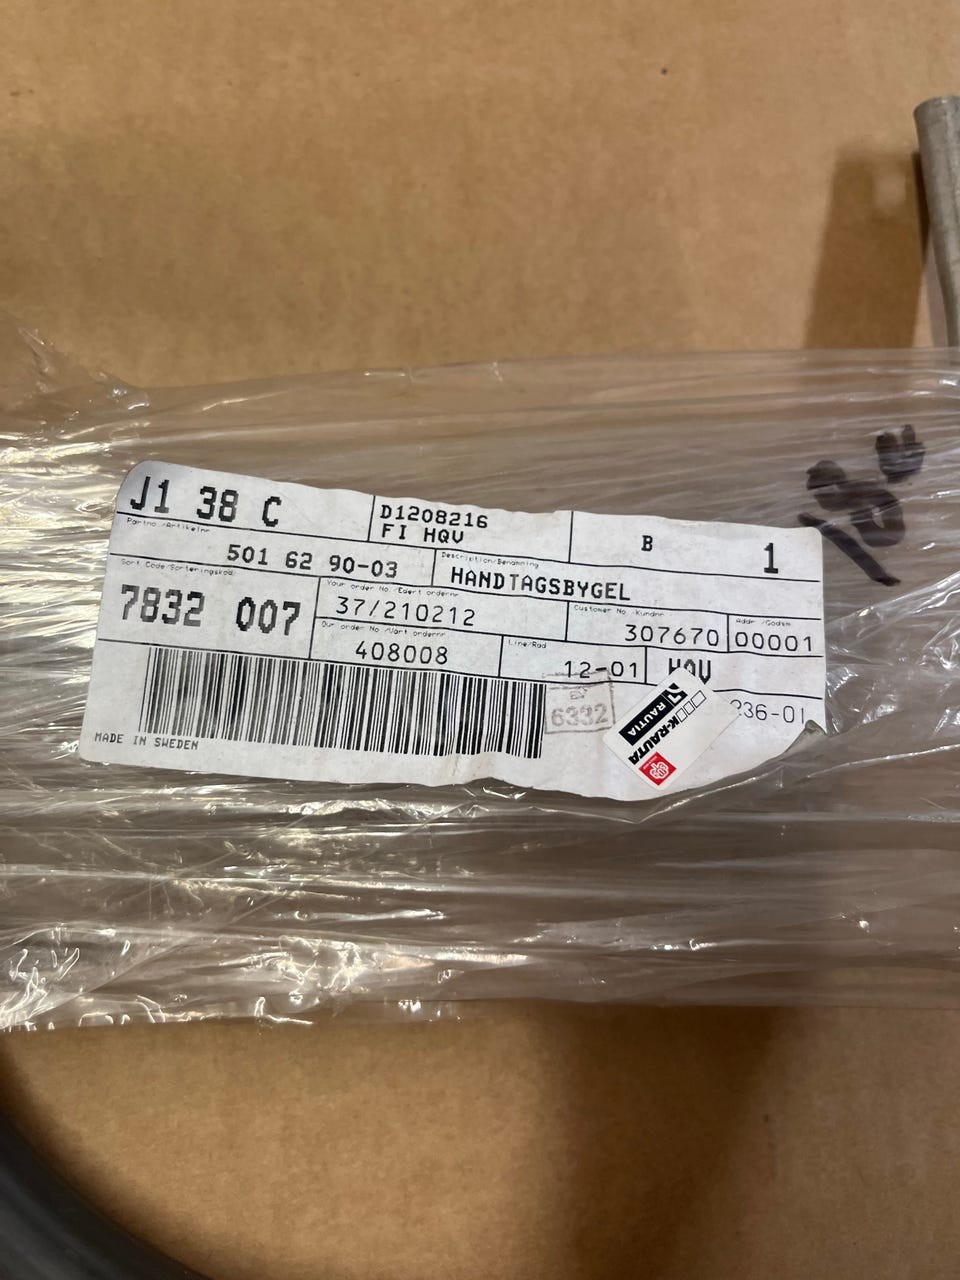 J1 38 C
D1208216
FI HQV
B
1
Partno./Artikelnr
501 62 90-03
Description/Benämning
HANDTAGSBYGEL
Sort Code/Sorteringskod
7832 007
Your order No./Edert ordernr
37/210212
Customer No./Kundnr
307670
Addr./Godsm
00001
Our order No./Vårt ordernr
408008
Line/Rad
12-01
HQV
236-01
6332
MADE IN SWEDEN
RAUTIA
K-RAUTA